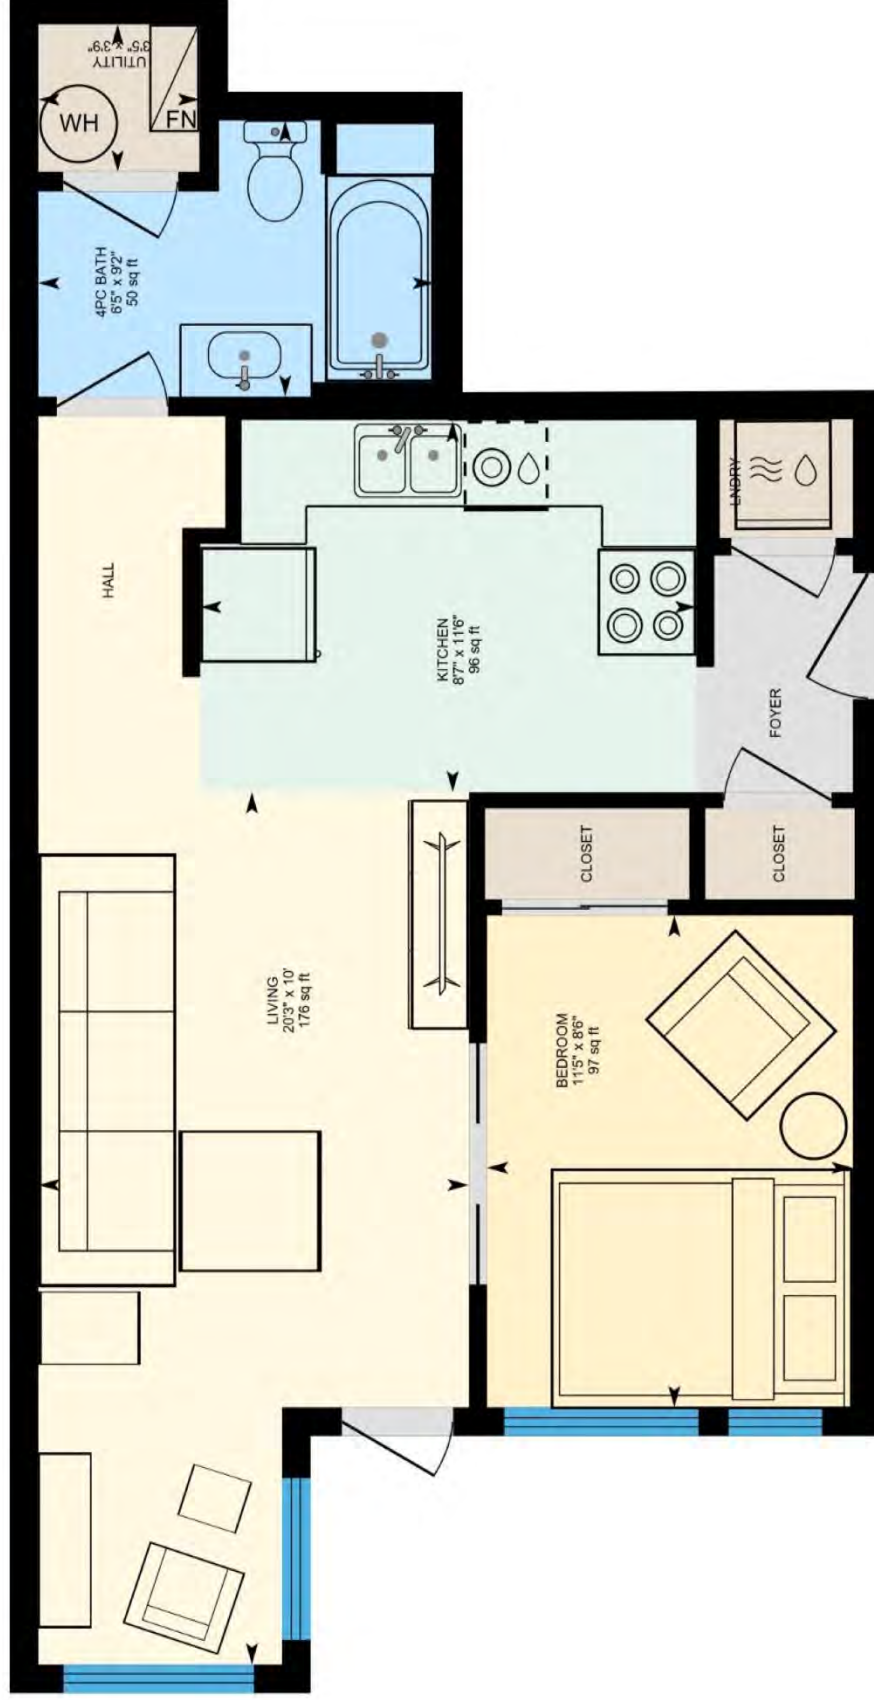 UTILITY
3'5" x 3'9"
WH
FN
4PC BATH
6'5" x 9'2"
50 sq ft
HALL
KITCHEN
8'7" x 11'6"
96 sq ft
LNDRY
FOYER
CLOSET
CLOSET
LIVING
20'3" x 10'
176 sq ft
BEDROOM
11'5" x 8'6"
97 sq ft